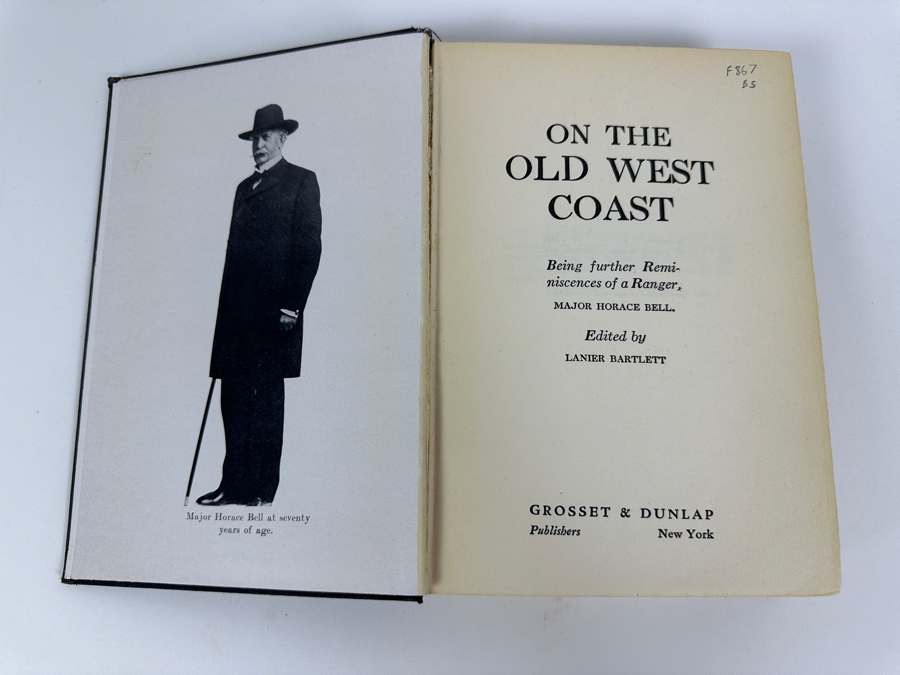 Major Horace Bell at seventy
years of age.
F867
B5
ON THE
OLD WEST
COAST
Being further Remi-
niscences of a Ranger,
MAJOR HORACE BELL.
Edited by
LANIER BARTLETT
GROSSET & DUNLAP
Publishers New York